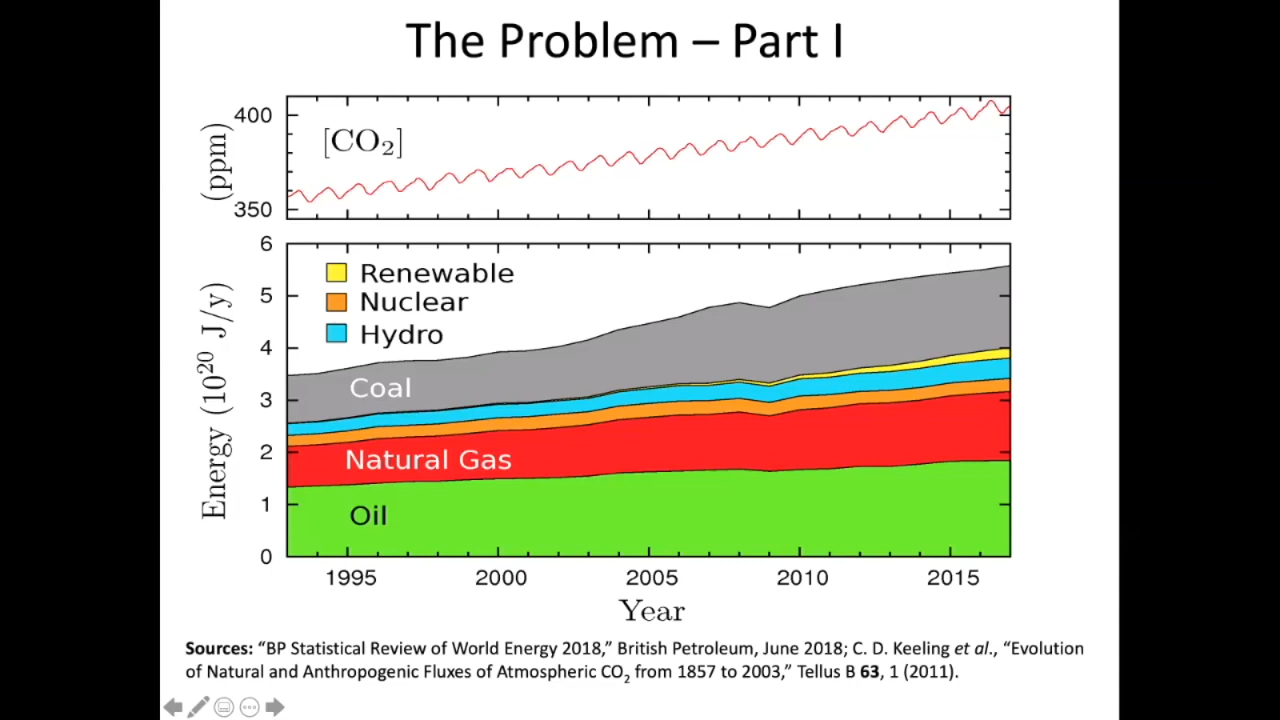 The Problem – Part I
400
[CO₂]
(ppm)
350
6
Renewable
Nuclear
5
Hydro
4
Coal
3
Energy (10²⁰ J/y)
2
Natural Gas
1
Oil
0
1995 2000 2005 2010 2015
Year
Sources: “BP Statistical Review of World Energy 2018,” British Petroleum, June 2018; C. D. Keeling et al., “Evolution
of Natural and Anthropogenic Fluxes of Atmospheric CO₂ from 1857 to 2003,” Tellus B 63, 1 (2011).